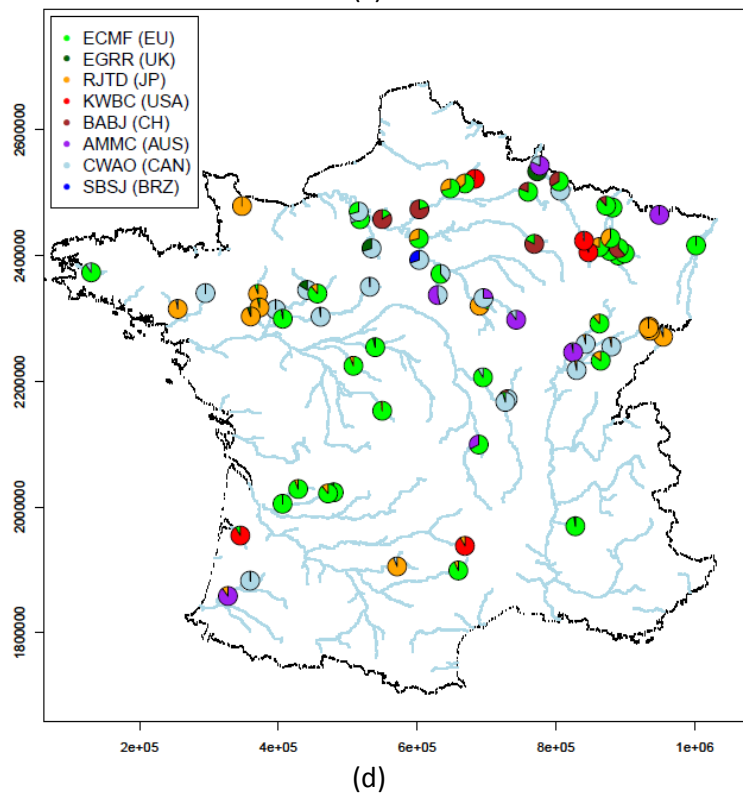 ECMF (EU)
EGRR (UK)
RJTD (JP)
KWBC (USA)
BABJ (CH)
AMMC (AUS)
CWAO (CAN)
SBSJ (BRZ)
2800000
2400000
2200000
2000000
1800000
2e+05
4e+05
6e+05
8e+05
1e+06
(d)